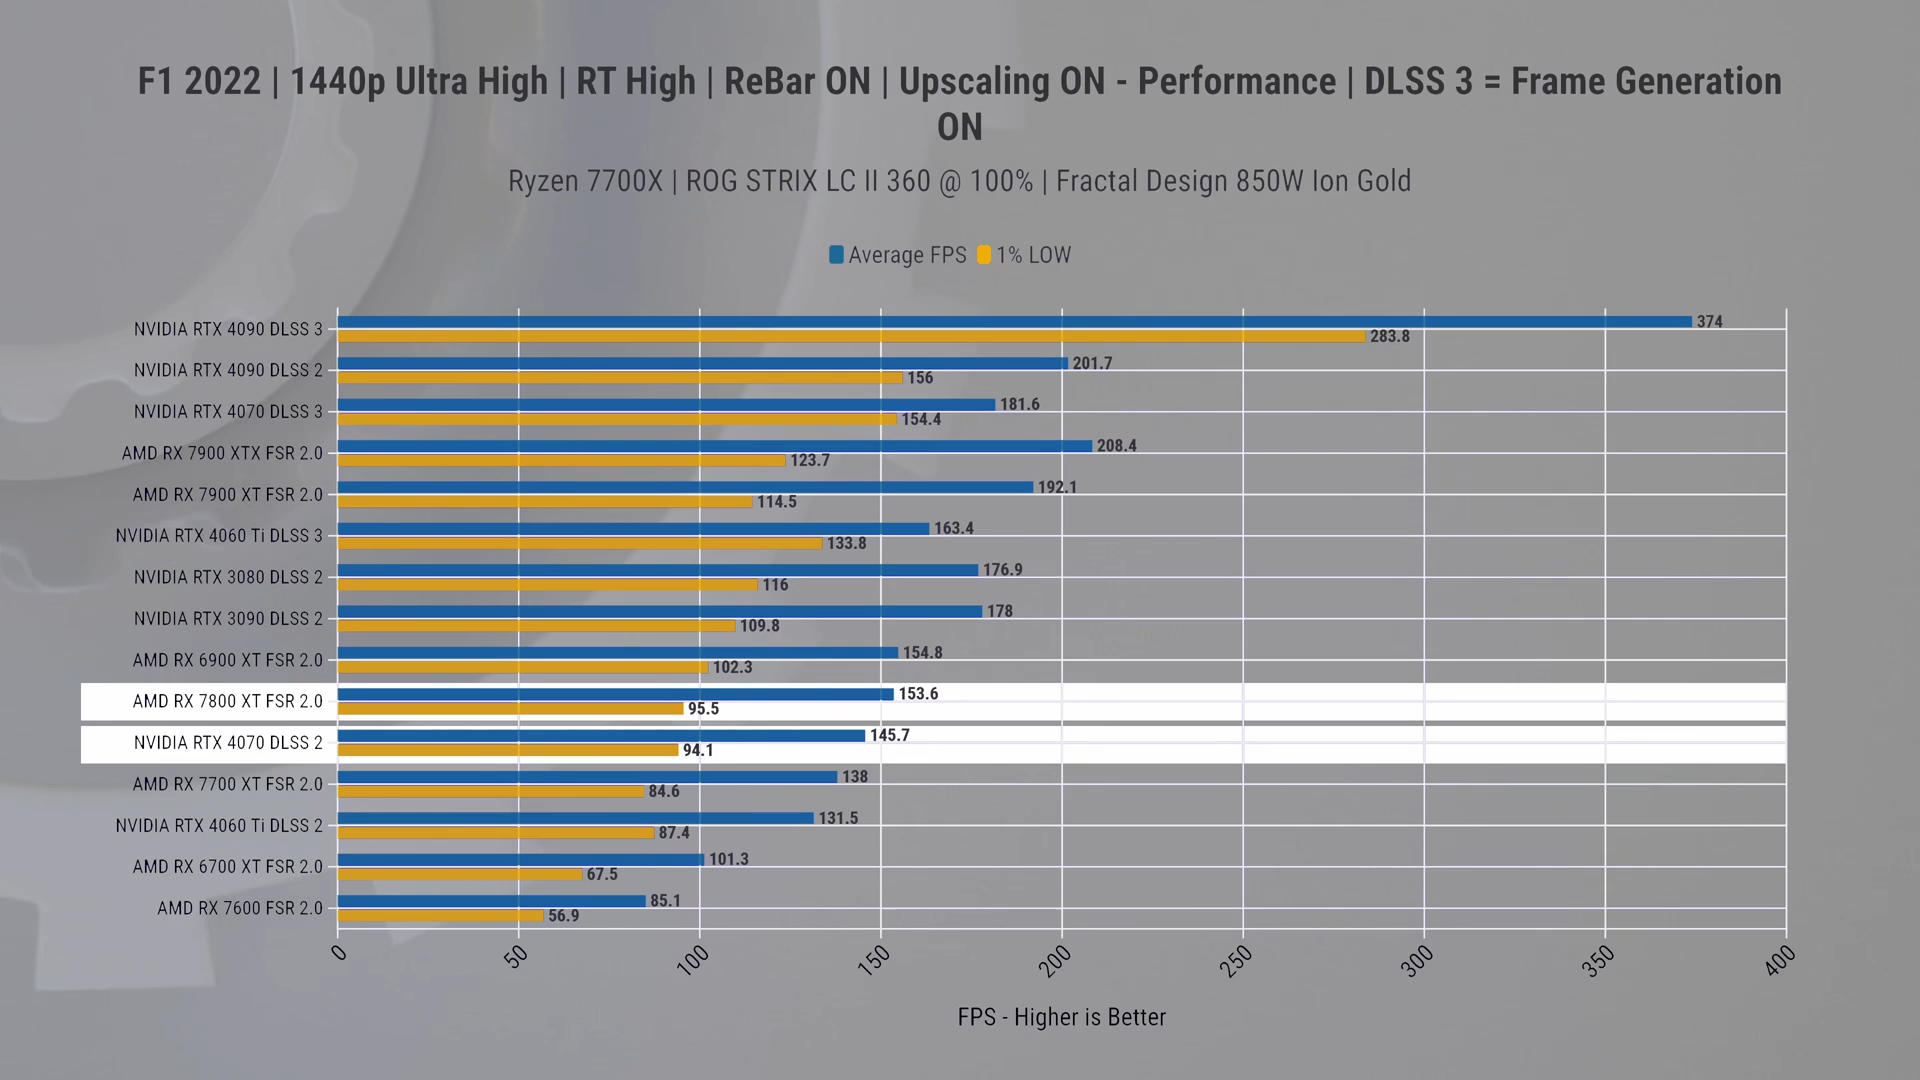 F1 2022 | 1440p Ultra High | RT High | ReBar ON | Upscaling ON - Performance | DLSS 3 = Frame Generation
ON
Ryzen 7700X | ROG STRIX LC II 360 @ 100% | Fractal Design 850W Ion Gold
Average FPS 1% LOW
NVIDIA RTX 4090 DLSS 3 374
283.8
NVIDIA RTX 4090 DLSS 2 201.7
156
NVIDIA RTX 4070 DLSS 3 181.6
154.4
AMD RX 7900 XTX FSR 2.0 208.4
123.7
AMD RX 7900 XT FSR 2.0 192.1
114.5
NVIDIA RTX 4060 Ti DLSS 3 163.4
133.8
NVIDIA RTX 3080 DLSS 2 176.9
116
NVIDIA RTX 3090 DLSS 2 178
109.8
AMD RX 6900 XT FSR 2.0 154.8
102.3
AMD RX 7800 XT FSR 2.0 153.6
95.5
NVIDIA RTX 4070 DLSS 2 145.7
94.1
AMD RX 7700 XT FSR 2.0 138
84.6
NVIDIA RTX 4060 Ti DLSS 2 131.5
87.4
AMD RX 6700 XT FSR 2.0 101.3
67.5
AMD RX 7600 FSR 2.0 85.1
56.9
0 50 100 150 200 250 300 350 400
FPS - Higher is Better